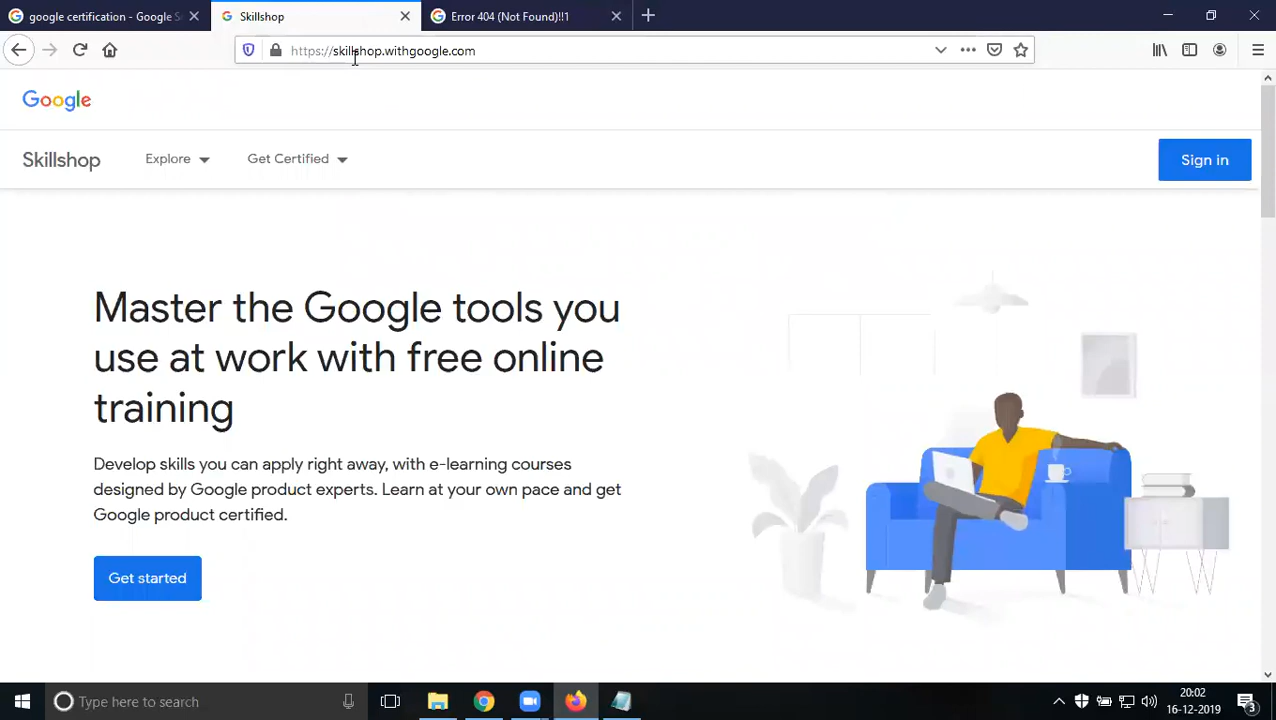 google certification - Google S
Skillshop
Error 404 (Not Found)!!1
https://skillshop.withgoogle.com
Google
Skillshop
Explore
Get Certified
Sign in
Master the Google tools you
use at work with free online
training
Develop skills you can apply right away, with e-learning courses
designed by Google product experts. Learn at your own pace and get
Google product certified.
Get started
Type here to search
20:02
16-12-2019
3